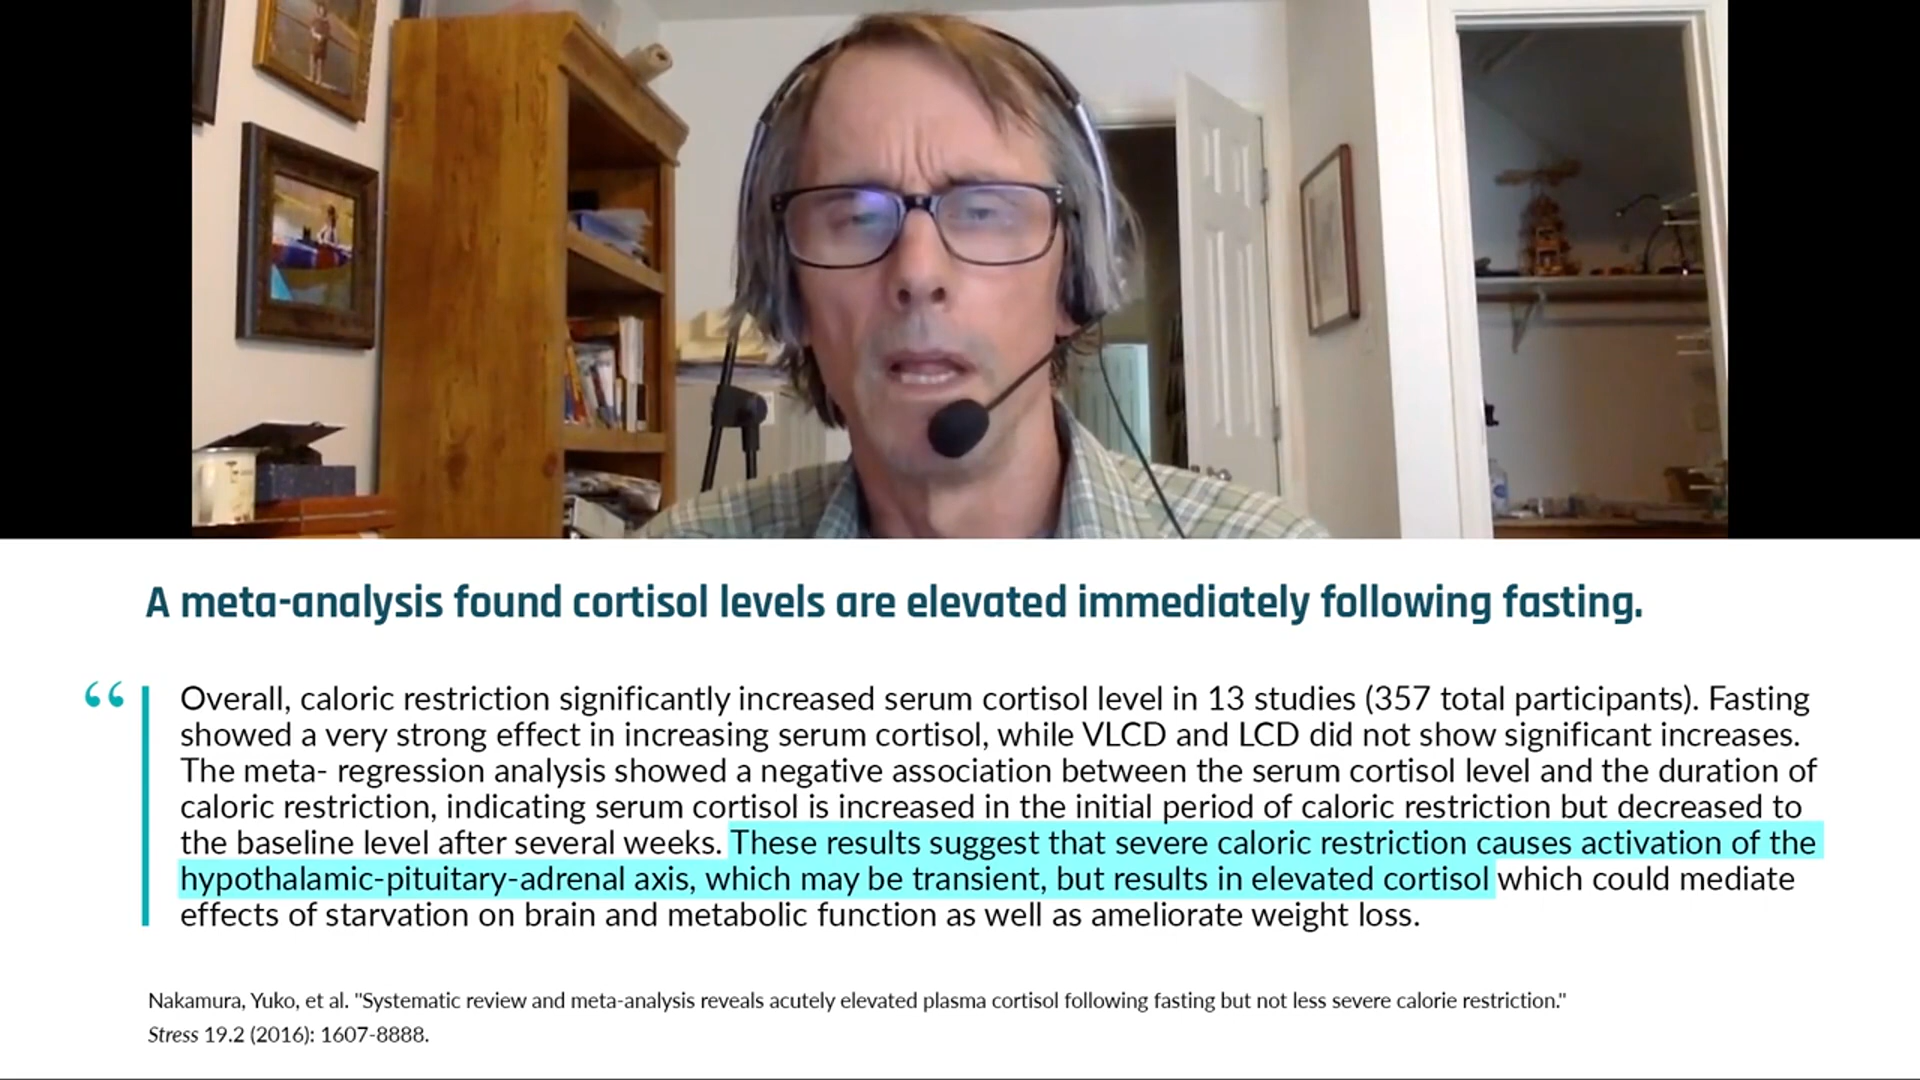 A meta-analysis found cortisol levels are elevated immediately following fasting.
“
Overall, caloric restriction significantly increased serum cortisol level in 13 studies (357 total participants). Fasting
showed a very strong effect in increasing serum cortisol, while VLCD and LCD did not show significant increases.
The meta- regression analysis showed a negative association between the serum cortisol level and the duration of
caloric restriction, indicating serum cortisol is increased in the initial period of caloric restriction but decreased to
the baseline level after several weeks. These results suggest that severe caloric restriction causes activation of the
hypothalamic-pituitary-adrenal axis, which may be transient, but results in elevated cortisol which could mediate
effects of starvation on brain and metabolic function as well as ameliorate weight loss.
Nakamura, Yuko, et al. "Systematic review and meta-analysis reveals acutely elevated plasma cortisol following fasting but not less severe calorie restriction."
Stress 19.2 (2016): 1607-8888.